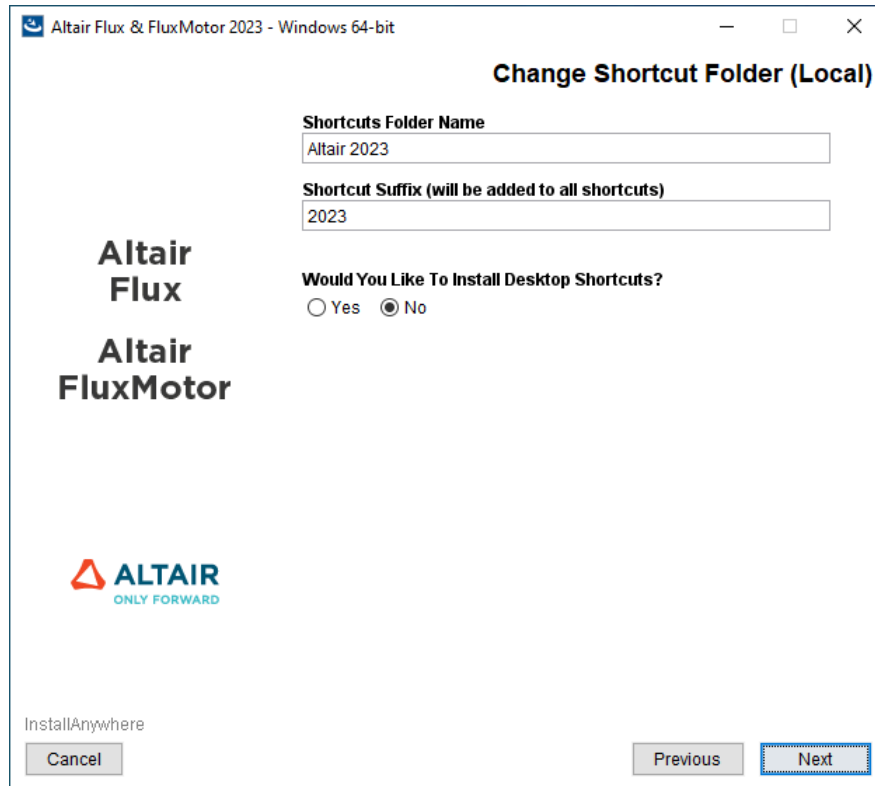 Altair Flux & FluxMotor 2023 - Windows 64-bit
Change Shortcut Folder (Local)
Shortcuts Folder Name
Altair 2023
Shortcut Suffix (will be added to all shortcuts)
2023
Would You Like To Install Desktop Shortcuts?
Yes No
Altair
Flux
Altair
FluxMotor
ALTAIR
ONLY FORWARD
InstallAnywhere
Cancel Previous Next